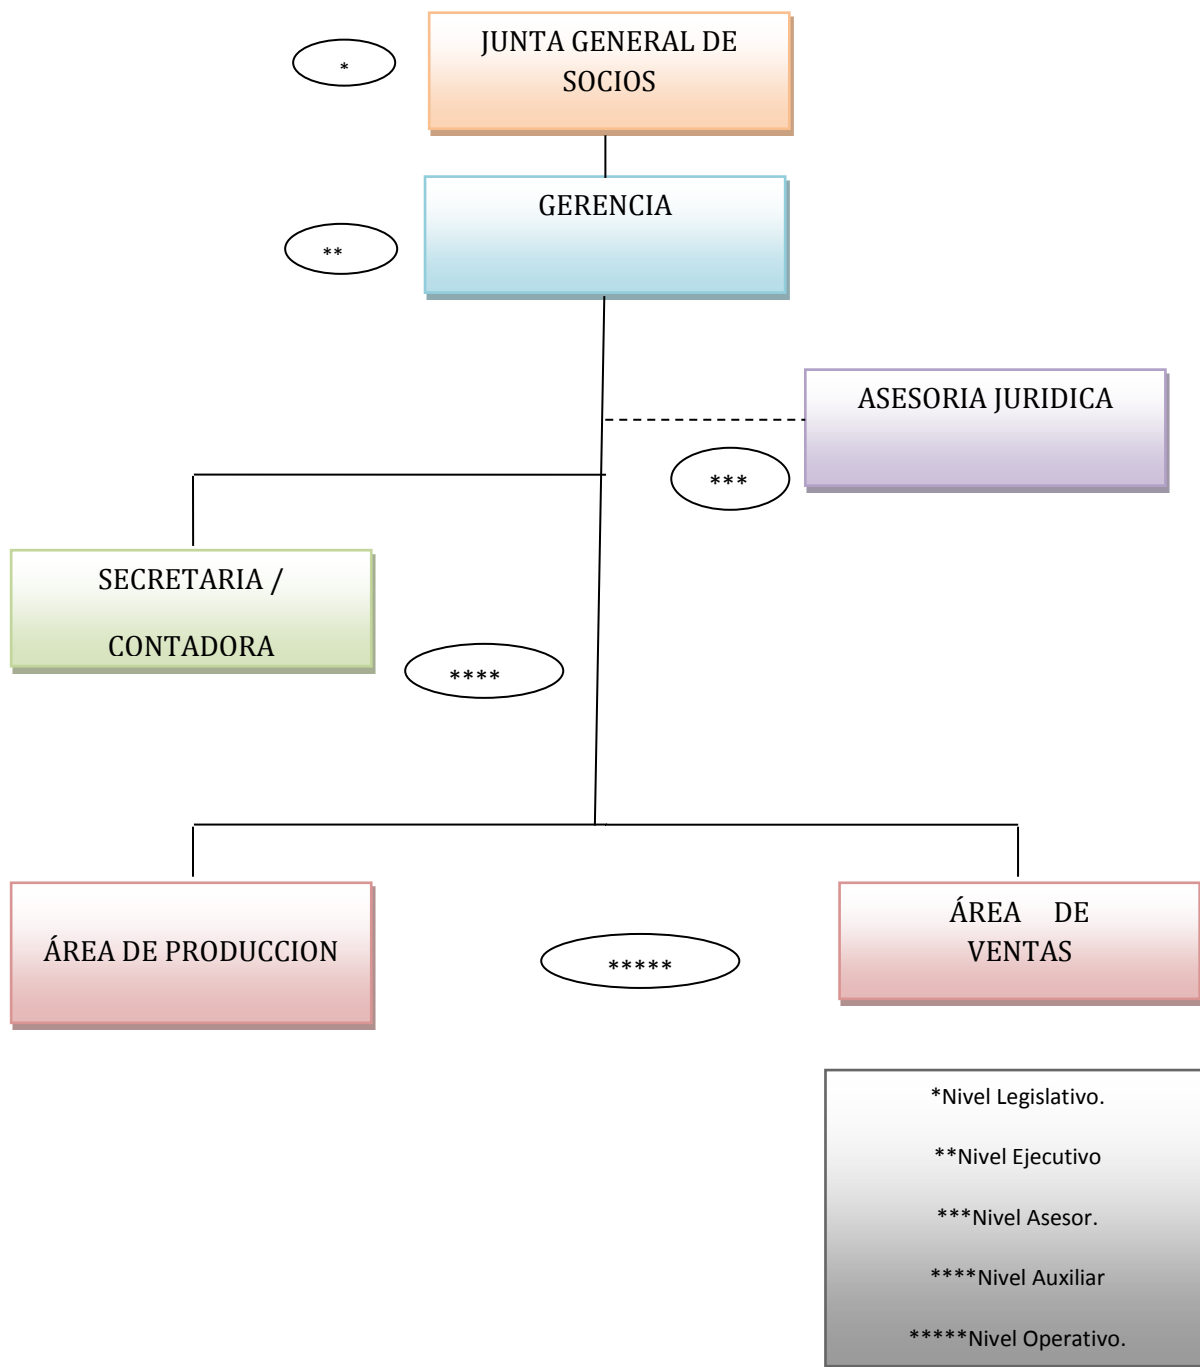 *
JUNTA GENERAL DE
SOCIOS
**
GERENCIA
ASESORIA JURIDICA
***
SECRETARIA /
CONTADORA
****
ÁREA DE PRODUCCION
*****
ÁREA DE
VENTAS
*Nivel Legislativo.
**Nivel Ejecutivo
***Nivel Asesor.
****Nivel Auxiliar
*****Nivel Operativo.